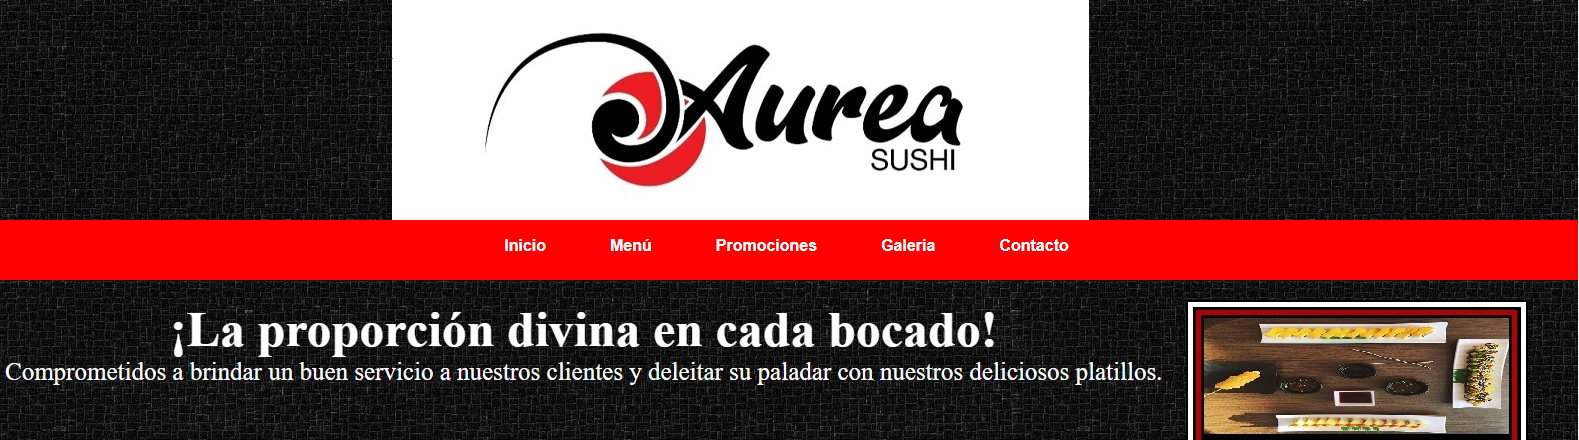 Aurea
SUSHI
Inicio Menú Promociones Galeria Contacto
¡La proporción divina en cada bocado!
Comprometidos a brindar un buen servicio a nuestros clientes y deleitar su paladar con nuestros deliciosos platillos.